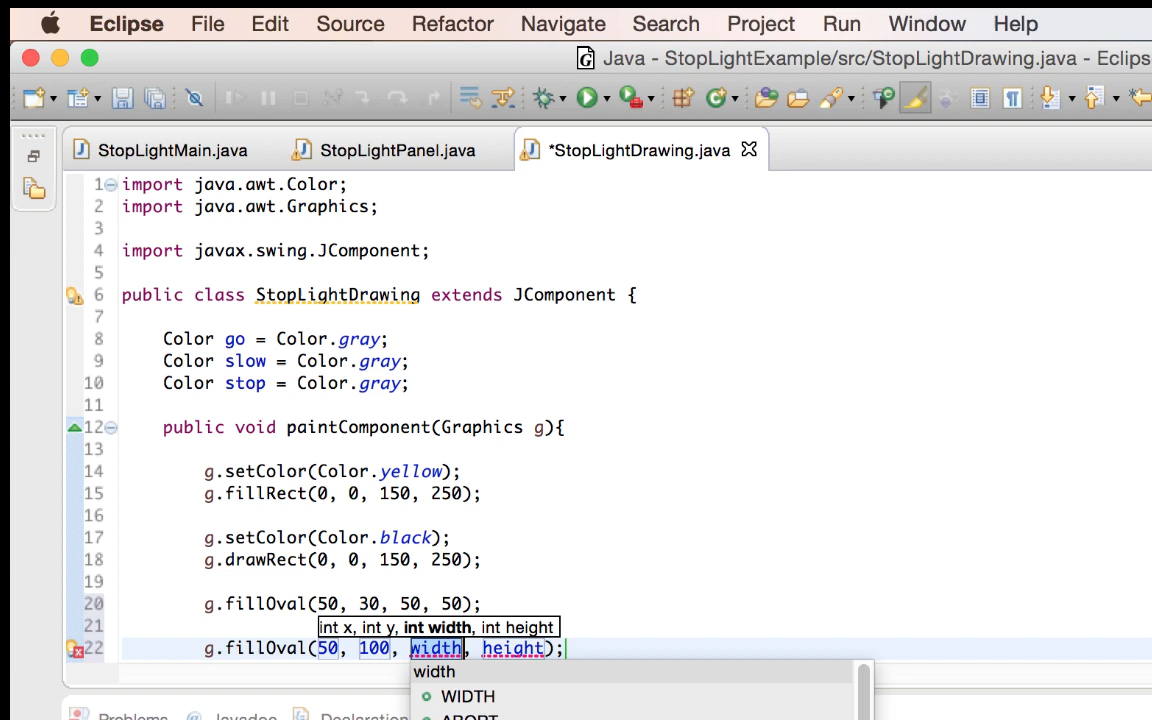 Eclipse File Edit Source Refactor Navigate Search Project Run Window Help
Java - StopLightExample/src/StopLightDrawing.java - Eclips
StopLightMain.java StopLightPanel.java *StopLightDrawing.java
1 import java.awt.Color;
2 import java.awt.Graphics;
3
4 import javax.swing.JComponent;
5
6 public class StopLightDrawing extends JComponent {
7
8 Color go = Color.gray;
9 Color slow = Color.gray;
10 Color stop = Color.gray;
11
12 public void paintComponent(Graphics g){
13
14 g.setColor(Color.yellow);
15 g.fillRect(0, 0, 150, 250);
16
17 g.setColor(Color.black);
18 g.drawRect(0, 0, 150, 250);
19
20 g.fillOval(50, 30, 50, 50);
21 int x, int y, int width, int height
22 g.fillOval(50, 100, width, height);
width
WIDTH
ABORT
Problems Javadoc Declaration